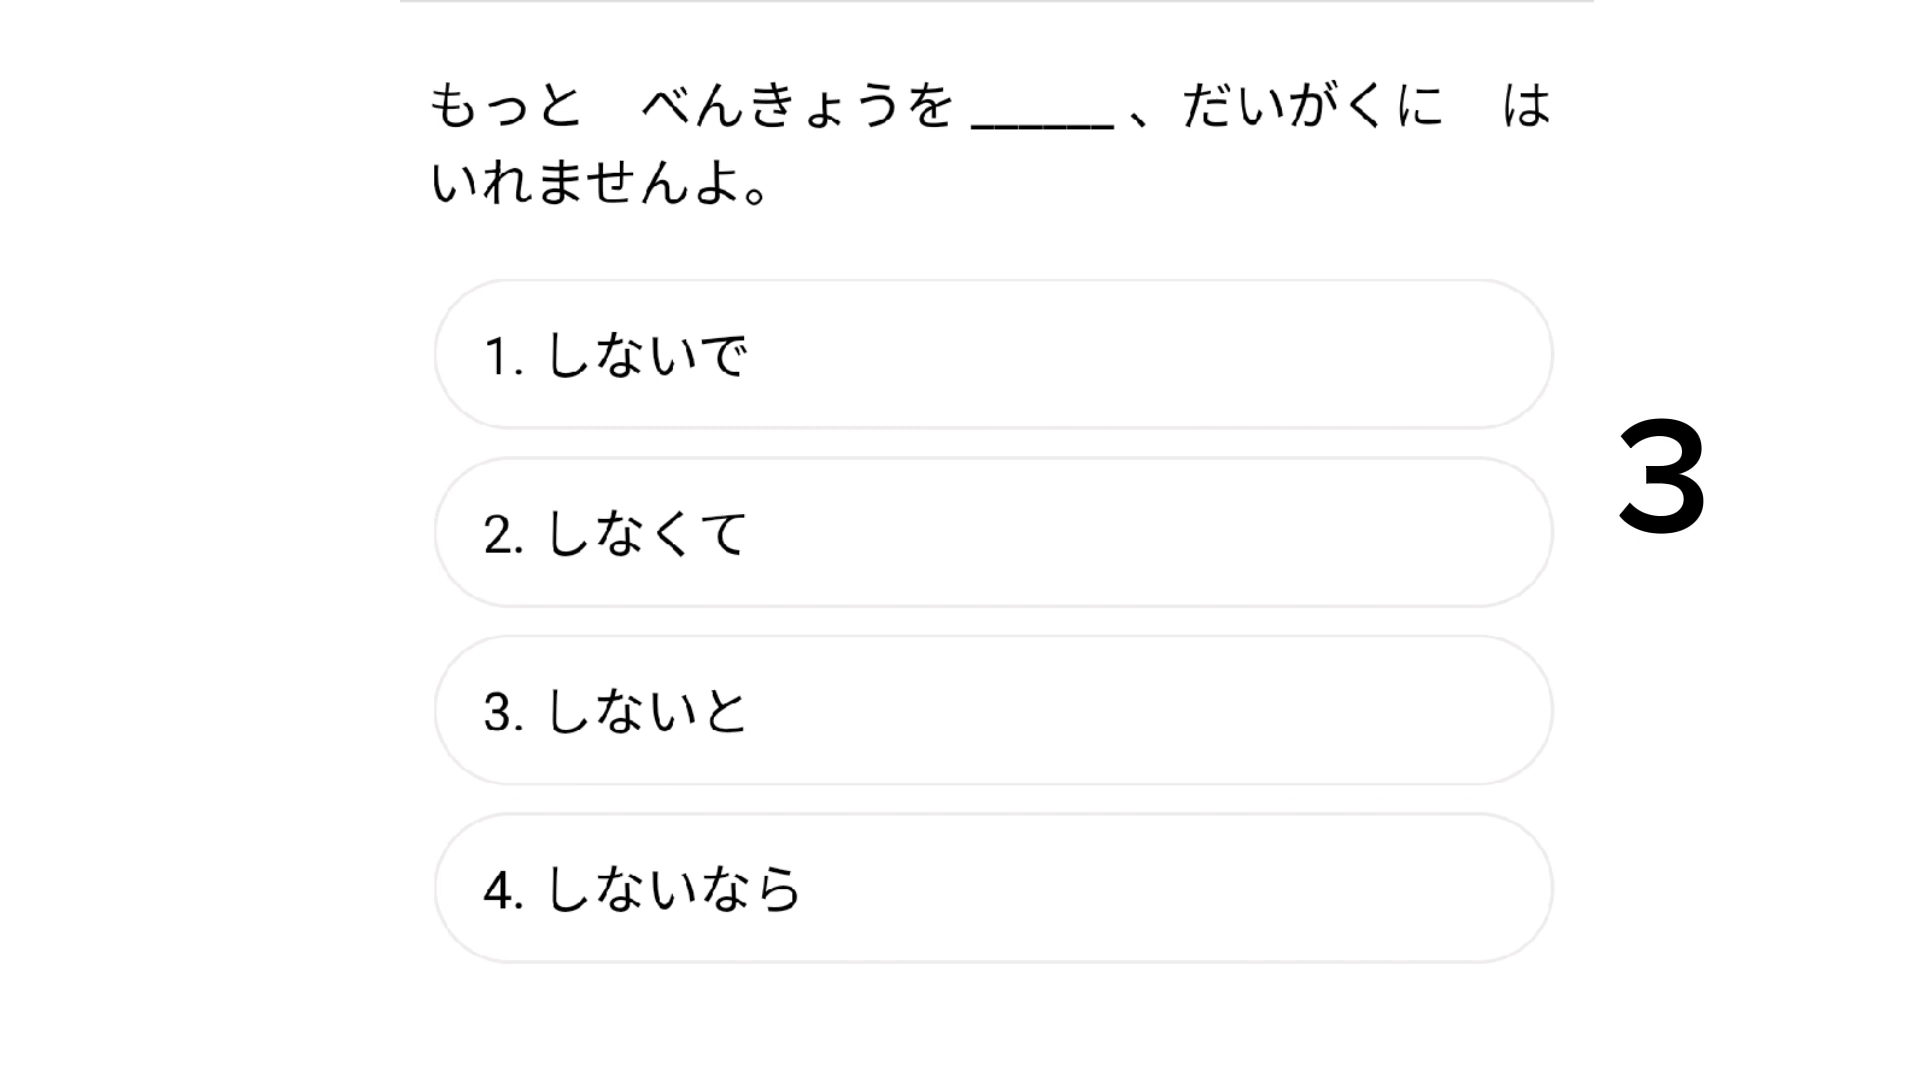 もっと　べんきょうを ______ 、だいがくに　は
いれませんよ。
1. しないで
2. しなくて
3. しないと
4. しないなら
3